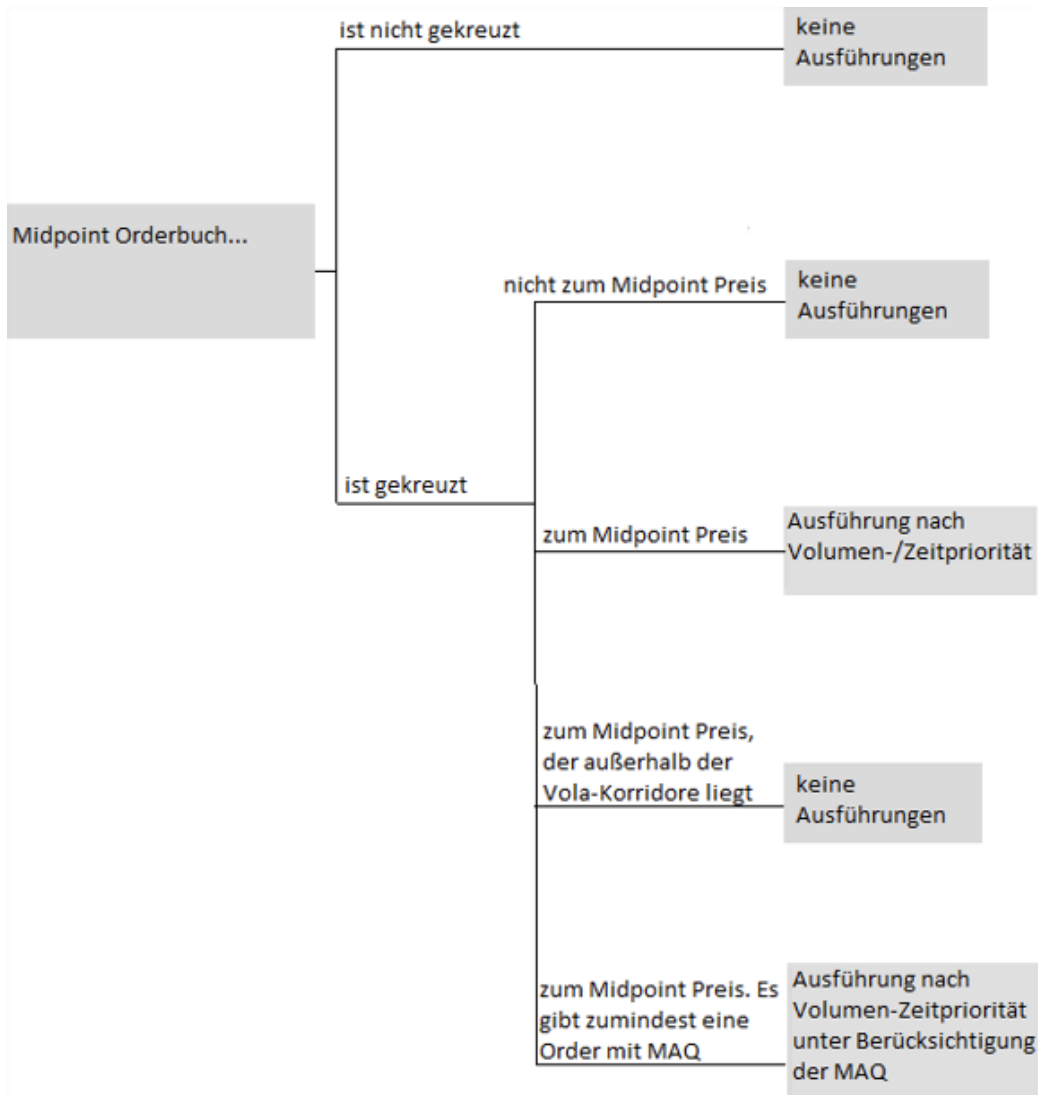 ist nicht gekreuzt
keine
Ausführungen
Midpoint Orderbuch...
nicht zum Midpoint Preis
keine
Ausführungen
ist gekreuzt
zum Midpoint Preis
Ausführung nach
Volumen-/Zeitpriorität
zum Midpoint Preis,
der außerhalb der
Vola-Korridore liegt
keine
Ausführungen
zum Midpoint Preis. Es
gibt zumindest eine
Order mit MAQ
Ausführung nach
Volumen-Zeitpriorität
unter Berücksichtigung
der MAQ